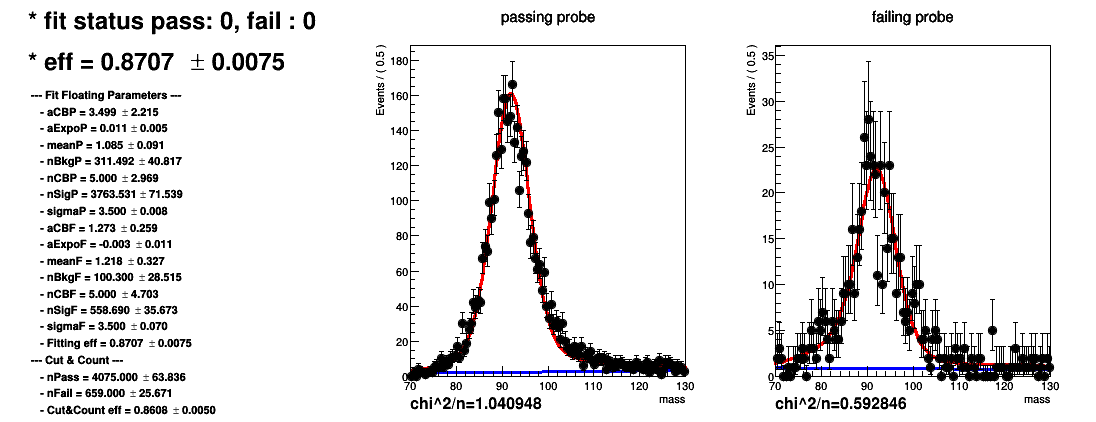 * fit status pass: 0, fail : 0
* eff = 0.8707 ± 0.0075
--- Fit Floating Parameters ---
- aCBP = 3.499 ± 2.215
- aExpoP = 0.011 ± 0.005
- meanP = 1.085 ± 0.091
- nBkgP = 311.492 ± 40.817
- nCBP = 5.000 ± 2.969
- nSigP = 3763.531 ± 71.539
- sigmaP = 3.500 ± 0.008
- aCBF = 1.273 ± 0.259
- aExpoF = -0.003 ± 0.011
- meanF = 1.218 ± 0.327
- nBkgF = 100.300 ± 28.515
- nCBF = 5.000 ± 4.703
- nSigF = 558.690 ± 35.673
- sigmaF = 3.500 ± 0.070
- Fitting eff = 0.8707 ± 0.0075
--- Cut & Count ---
- nPass = 4075.000 ± 63.836
- nFail = 659.000 ± 25.671
- Cut&Count eff = 0.8608 ± 0.0050
passing probe
Events / ( 0.5 )
180
160
140
120
100
80
60
40
20
0
70 80 90 100 110 120 130
mass
chi^2/n=1.040948
failing probe
Events / ( 0.5 )
35
30
25
20
15
10
5
0
70 80 90 100 110 120 130
mass
chi^2/n=0.592846